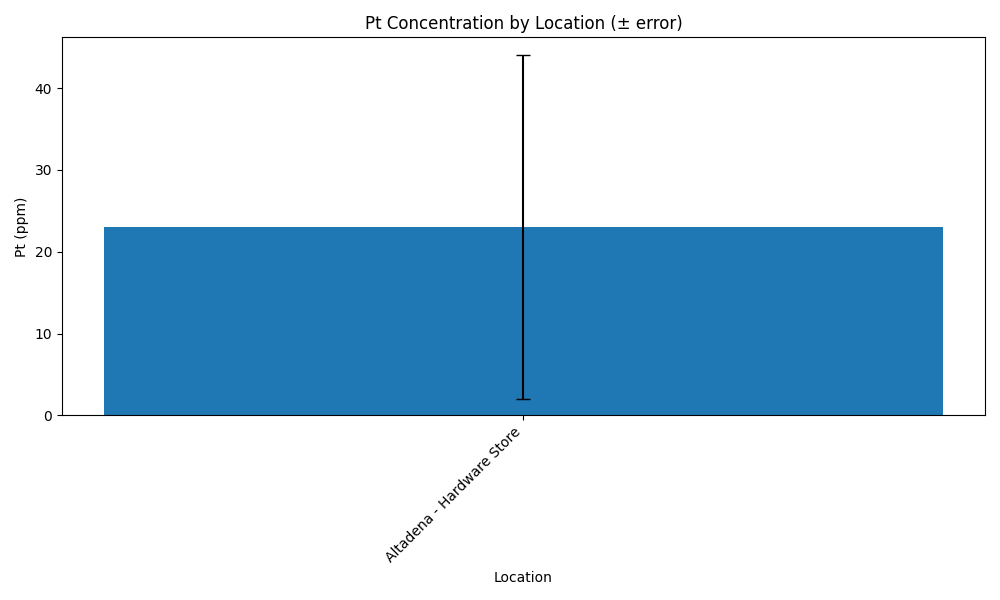 Pt Concentration by Location (± error)
Pt (ppm)
40
30
20
10
0
Altadena - Hardware Store
Location